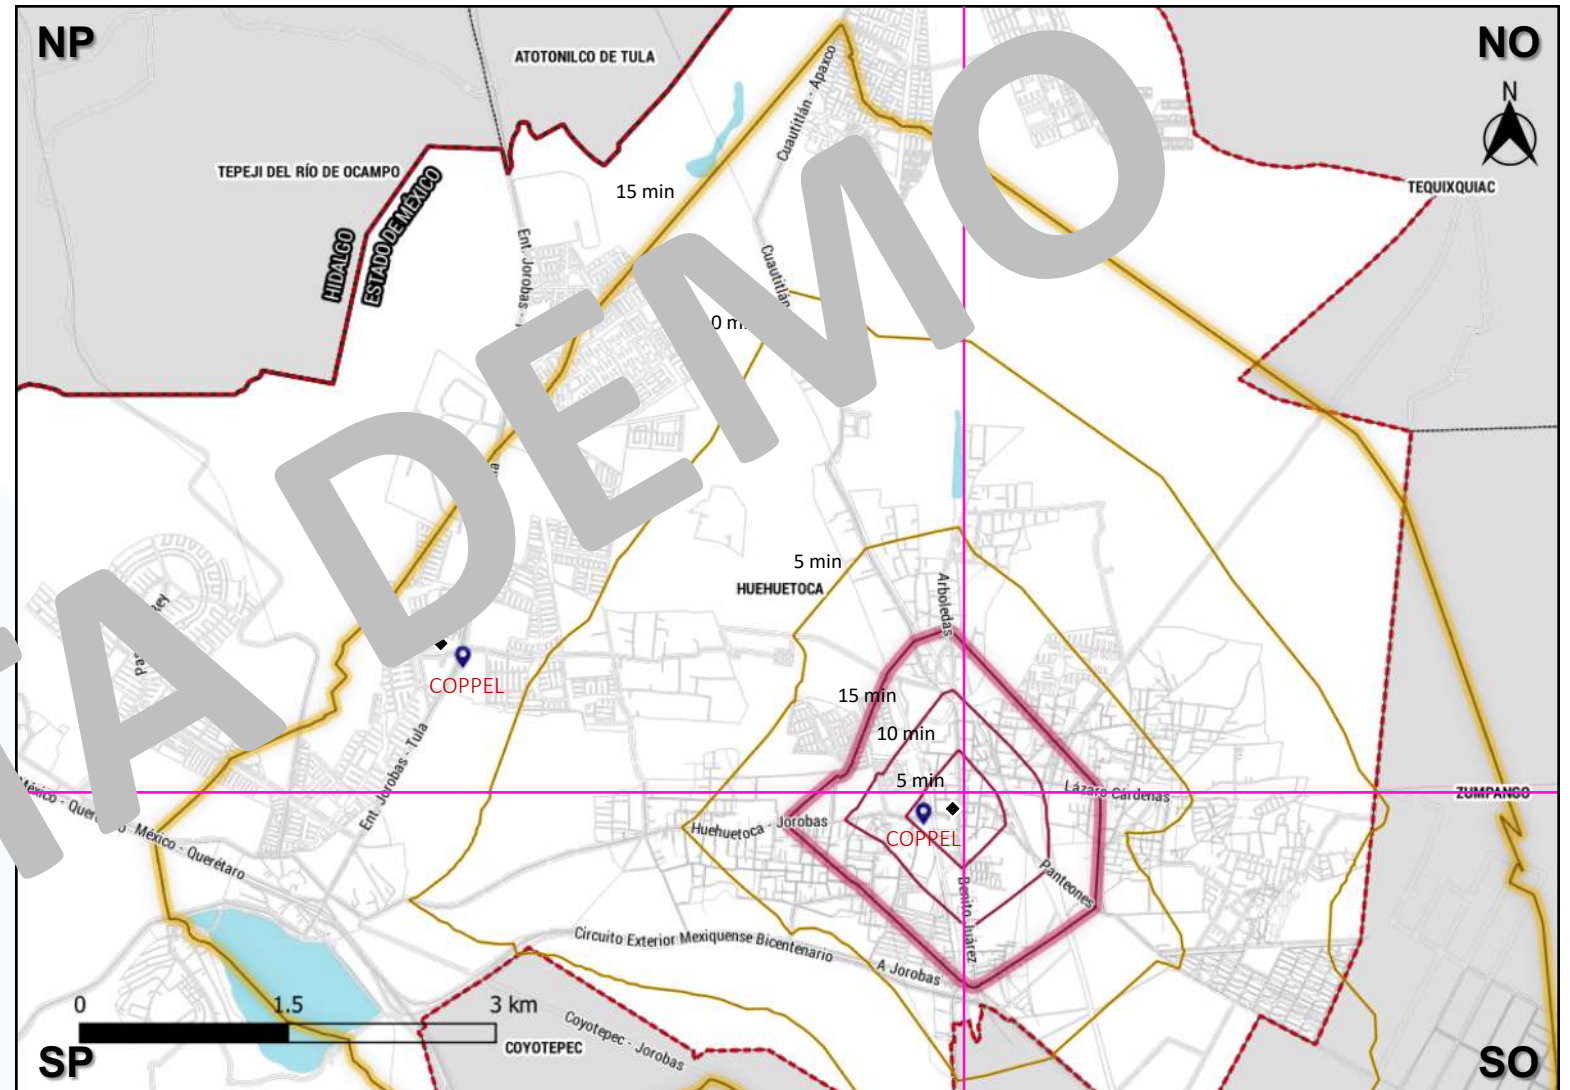 NP
NO
ATOTONILCO DE TULA
N
Cuautitlán - Apaxco
TEPEJI DEL RÍO DE OCAMPO
15 min
TEQUIXQUIAC
HIDALGO
ESTADO DE MÉXICO
Ent. Jorobas -
Cuautitlán
DEMO
5 min
HUEHUETOCA
Arboledas
COPPEL
15 min
10 min
5 min
Ent. Jorobas - Tula
Lázaro Cárdenas
ZUMPANGO
México - Querétaro
Huehuetoca - Jorobas
COPPEL
Panteones
Benito Juárez
Circuito Exterior Mexiquense Bicentenario
A Jorobas
0 1.5 3 km
Coyotepec - Jorobas
COYOTEPEC
SP
SO